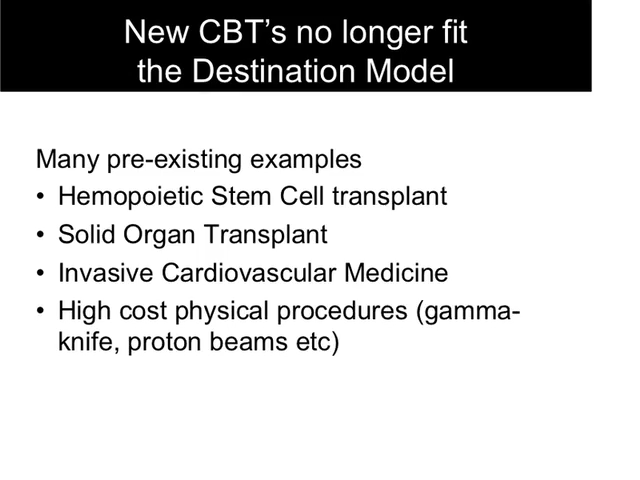 New CBT’s no longer fit
the Destination Model
Many pre-existing examples
• Hemopoietic Stem Cell transplant
• Solid Organ Transplant
• Invasive Cardiovascular Medicine
• High cost physical procedures (gamma-
knife, proton beams etc)